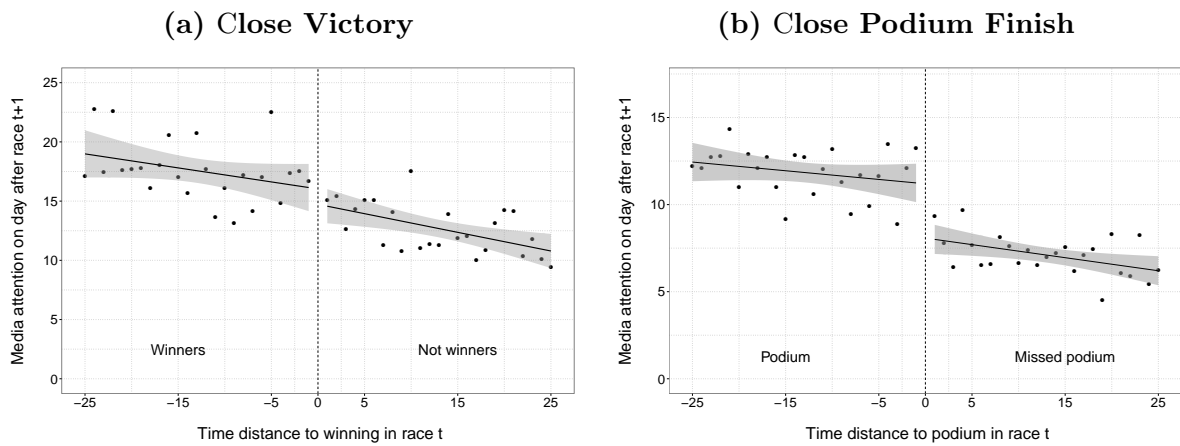 (a) Close Victory
Media attention on day after race t+1
25
20
15
10
5
0
Winners
Not winners
−25 −15 −5 0 5 15 25
Time distance to winning in race t
(b) Close Podium Finish
Media attention on day after race t+1
15
10
5
0
Podium
Missed podium
−25 −15 −5 0 5 15 25
Time distance to podium in race t